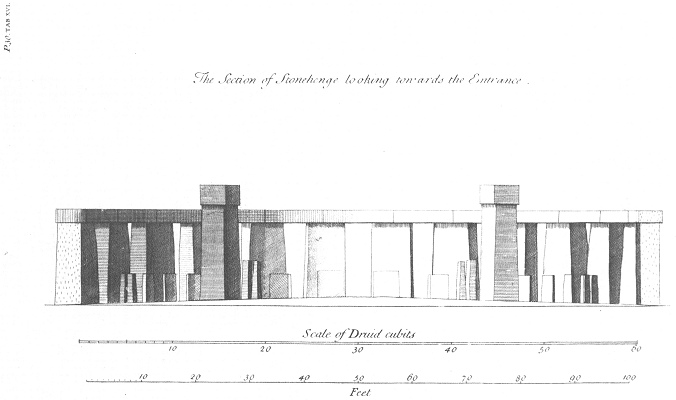 P.30. TAB. XVI.
The Section of Stonehenge looking towards the Entrance.
Scale of Druid cubits
10 20 30 40 50 60
10 20 30 40 50 60 70 80 90 100
Feet